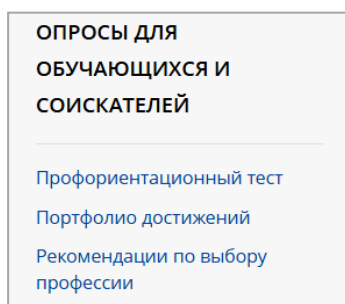 ОПРОСЫ ДЛЯ
ОБУЧАЮЩИХСЯ И
СОИСКАТЕЛЕЙ
Профориентационный тест
Портфолио достижений
Рекомендации по выбору
профессии